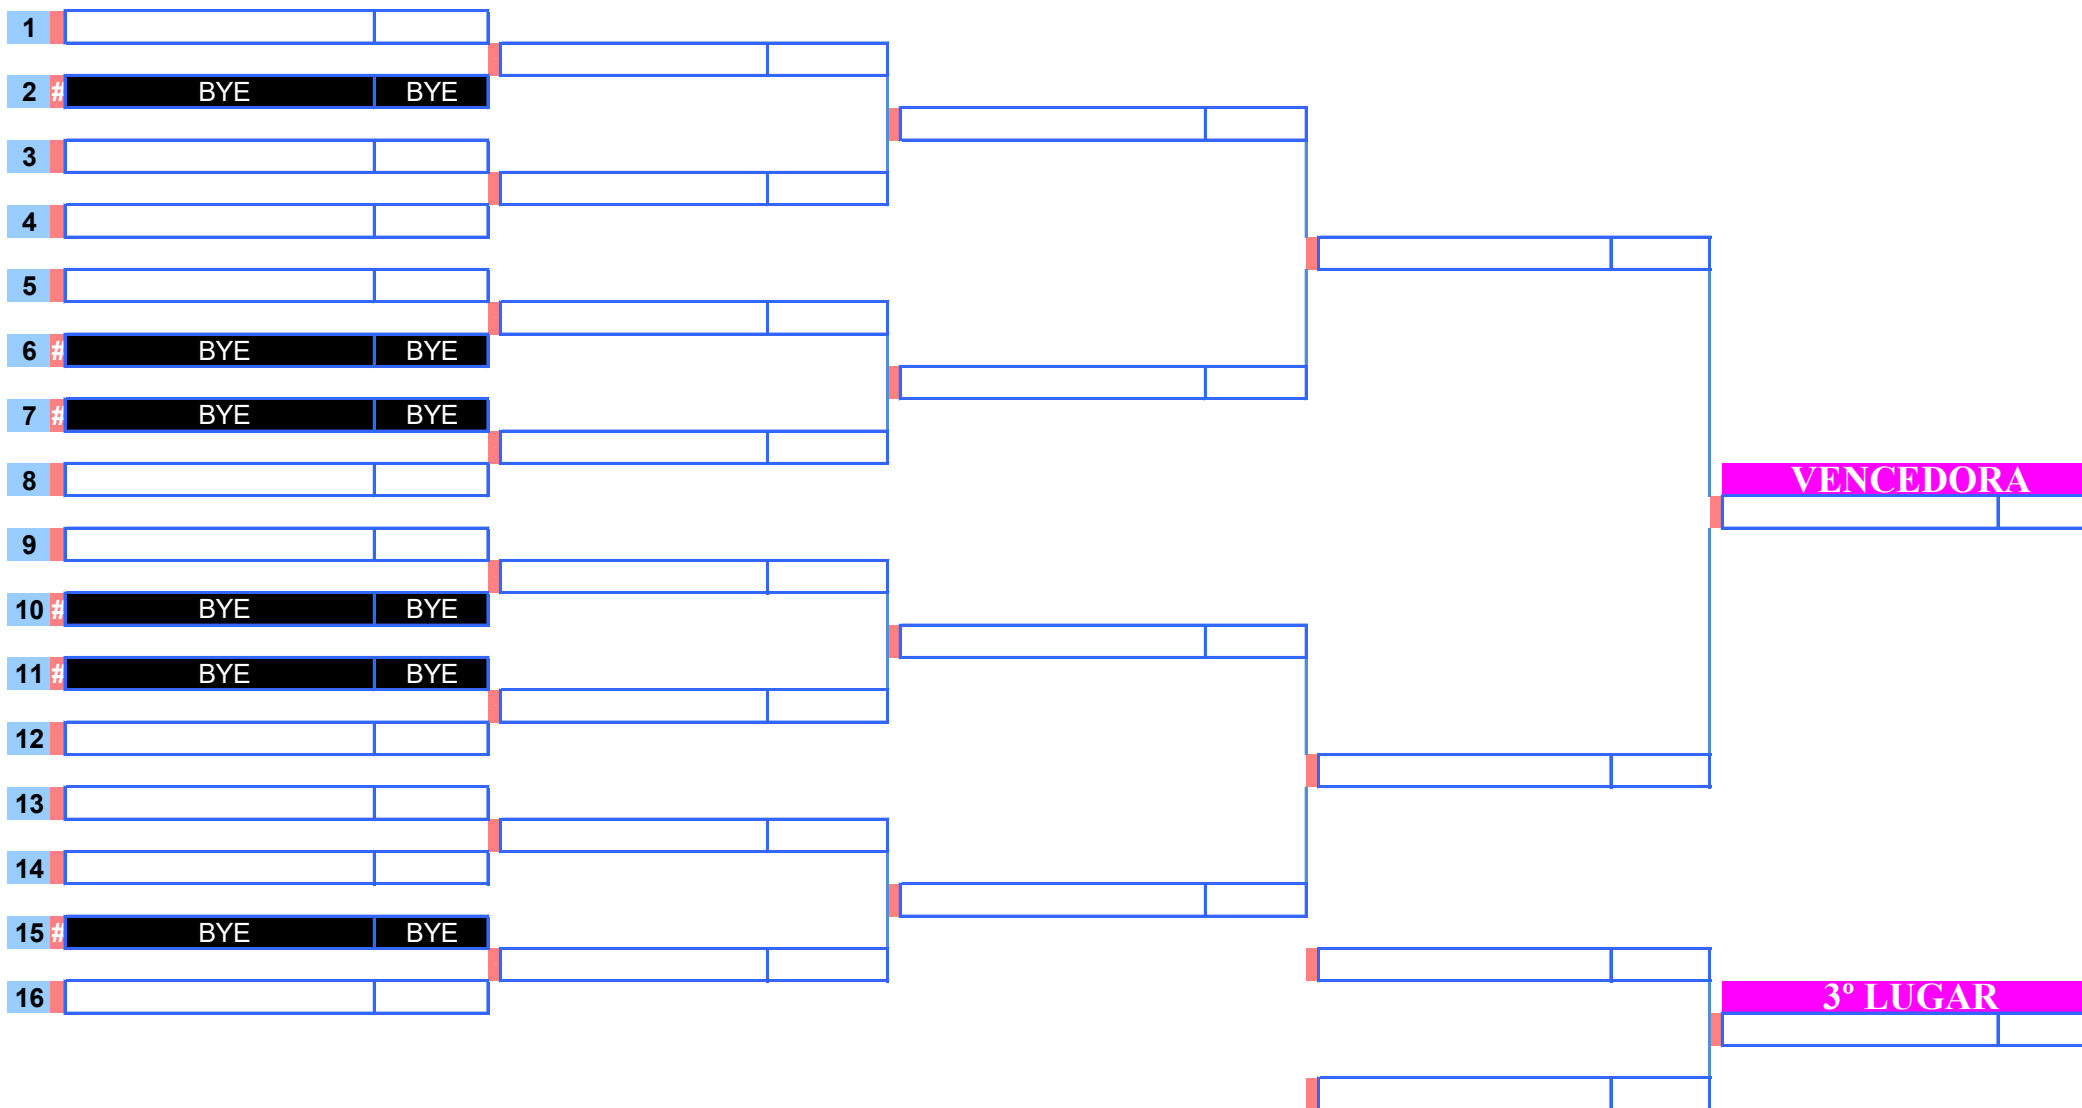 1
2 # BYE BYE
3
4
5
6 # BYE BYE
7 # BYE BYE
8
VENCEDORA
9
10 # BYE BYE
11 # BYE BYE
12
13
14
15 # BYE BYE
16
3º LUGAR